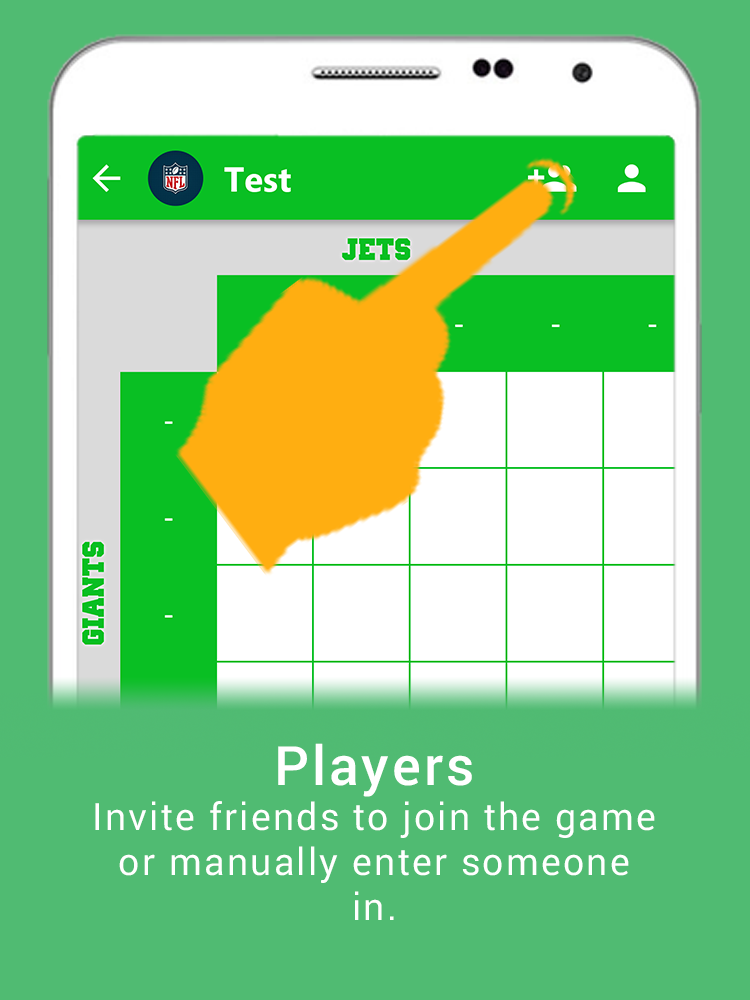 NFL
Test
JETS
-
-
-
-
-
-
GIANTS
Players
Invite friends to join the game
or manually enter someone
in.